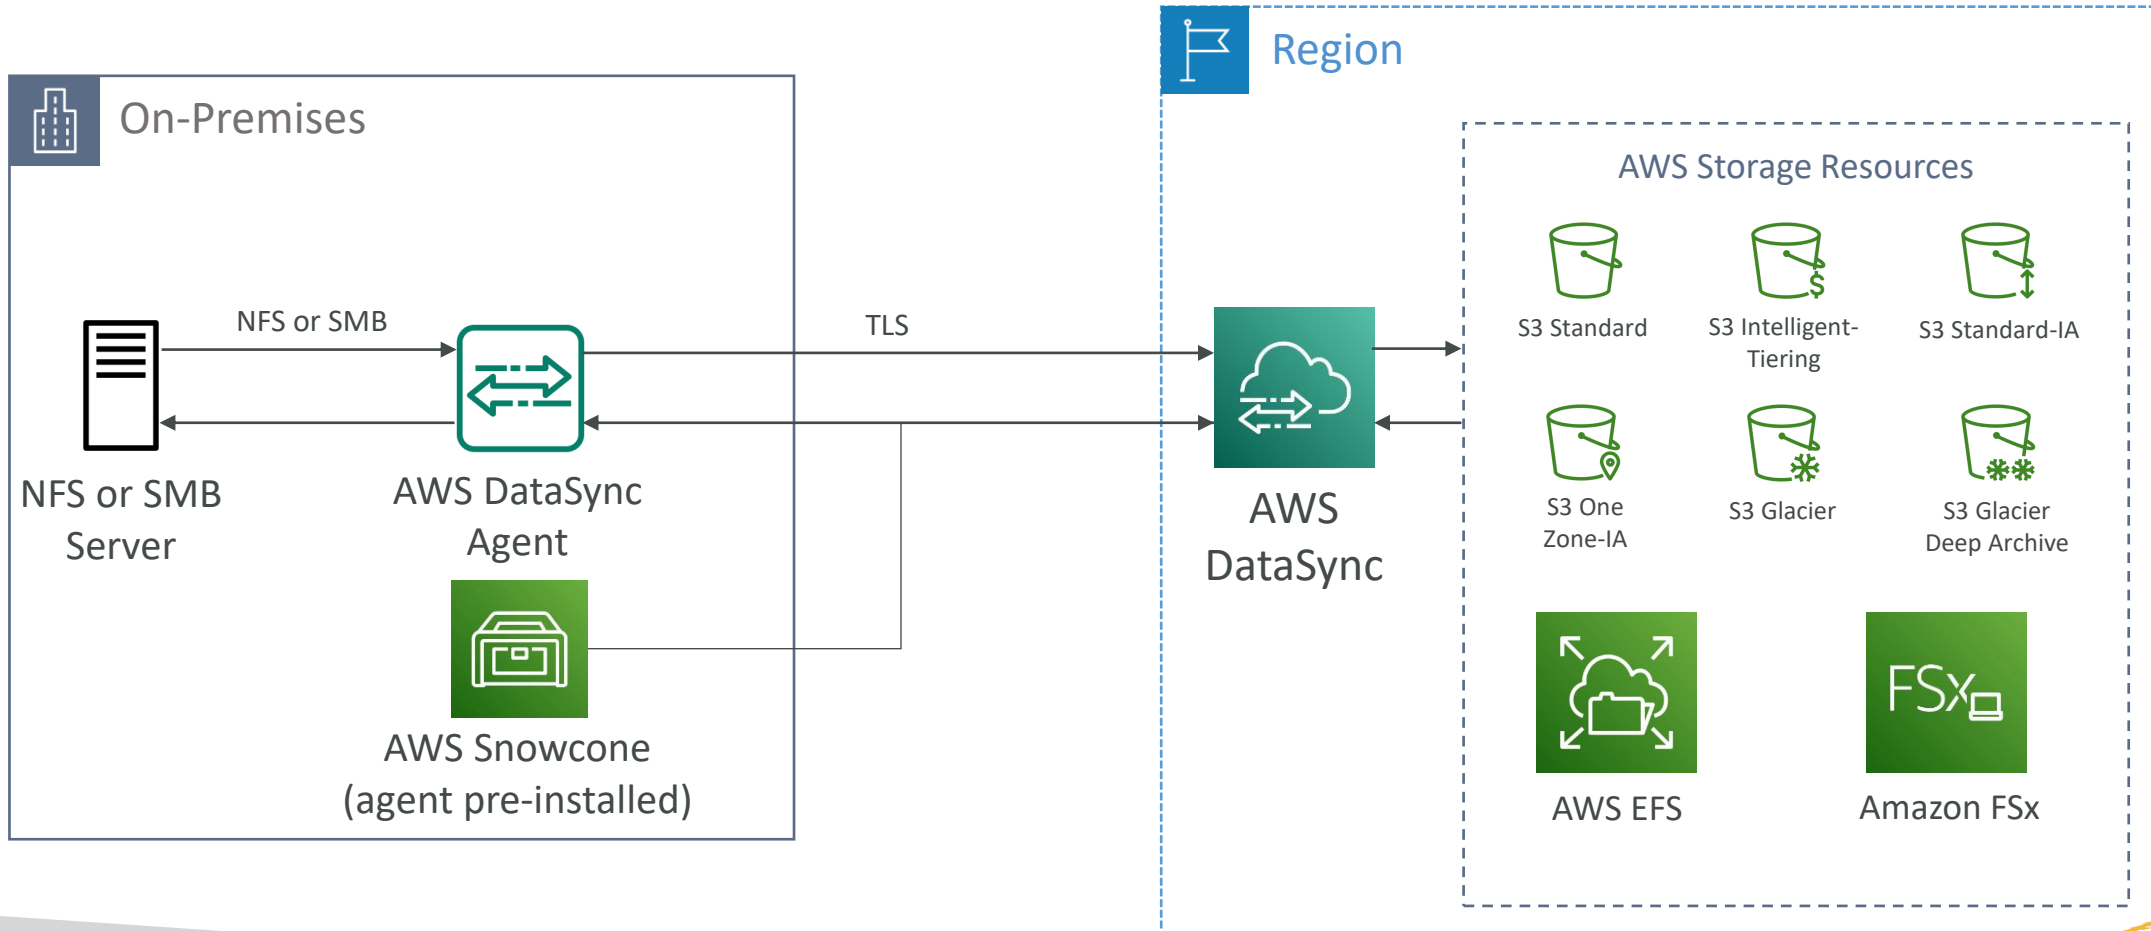 Region
On-Premises
AWS Storage Resources
S3 Standard
S3 Intelligent-
Tiering
S3 Standard-IA
NFS or SMB
TLS
NFS or SMB
Server
AWS DataSync
Agent
AWS
DataSync
S3 One
Zone-IA
S3 Glacier
S3 Glacier
Deep Archive
AWS Snowcone
(agent pre-installed)
AWS EFS
FSx
Amazon FSx
$